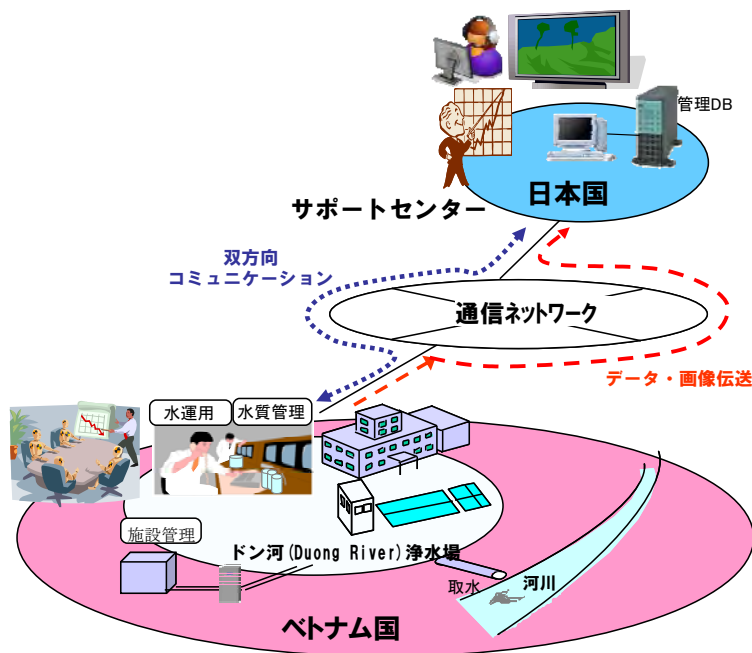 管理DB
日本国
サポートセンター
双方向
コミュニケーション
通信ネットワーク
データ・画像伝送
水運用
水質管理
施設管理
ドン河(Duong River)浄水場
取水
河川
ベトナム国